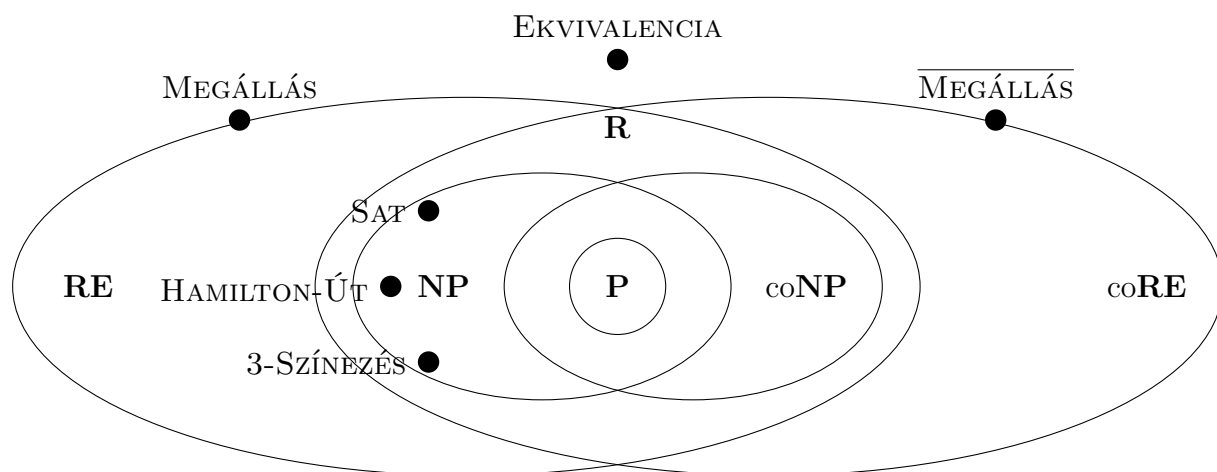 EKVIVALENCIA
MEGÁLLÁS
MEGÁLLÁS
R
SAT
RE
HAMILTON-ÚT
NP
P
coNP
coRE
3-SZÍNEZÉS